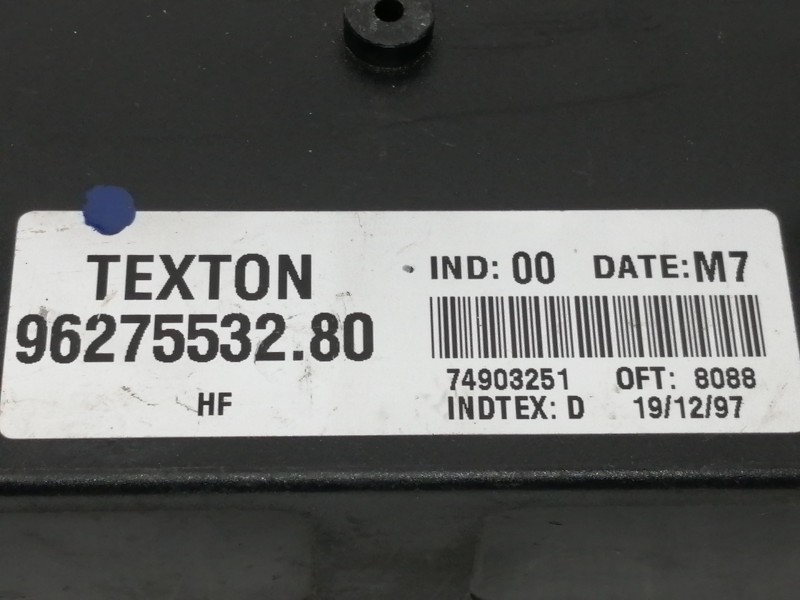 TEXTON
96275532.80
HF
IND: 00 DATE: M7
74903251 OFT: 8088
INDTEX: D 19/12/97